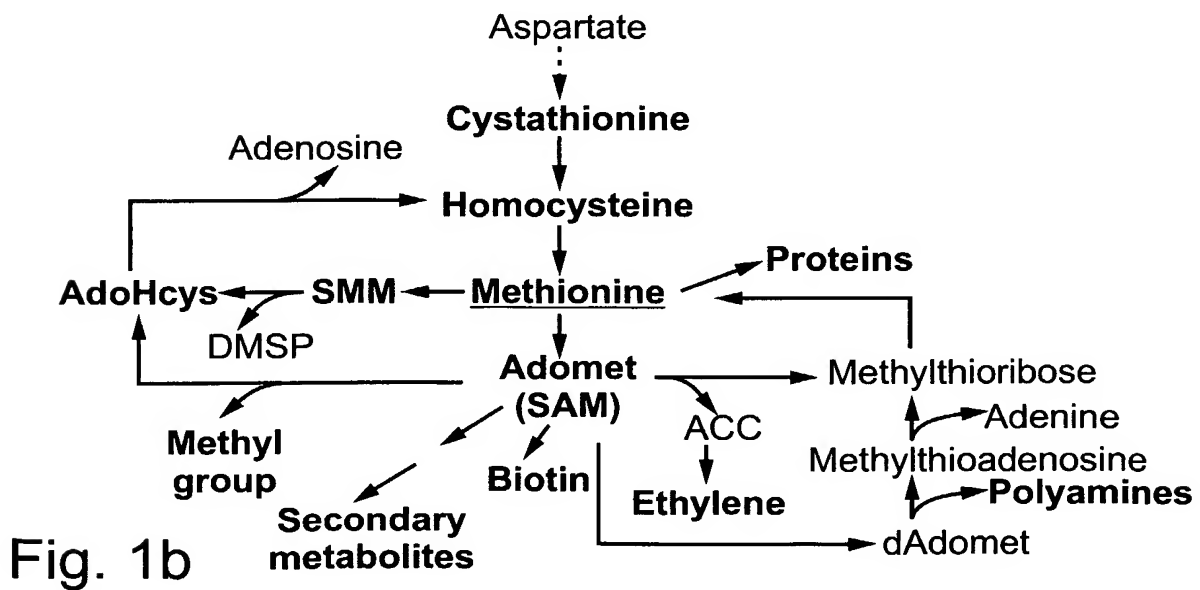 Aspartate
Cystathionine
Adenosine
Homocysteine
Proteins
AdoHcys
SMM
Methionine
DMSP
Adomet
(SAM)
Methylthioribose
ACC
Adenine
Methyl
group
Biotin
Methylthioadenosine
Ethylene
Polyamines
Secondary
metabolites
dAdomet
Fig. 1b